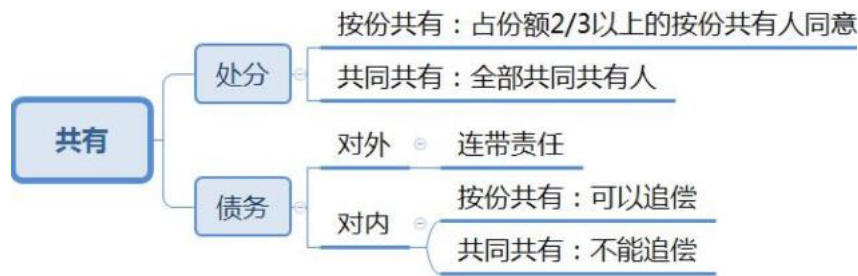 共有
处分
按份共有：占份额2/3以上的按份共有人同意
共同共有：全部共同共有人
债务
对外
连带责任
对内
按份共有：可以追偿
共同共有：不能追偿